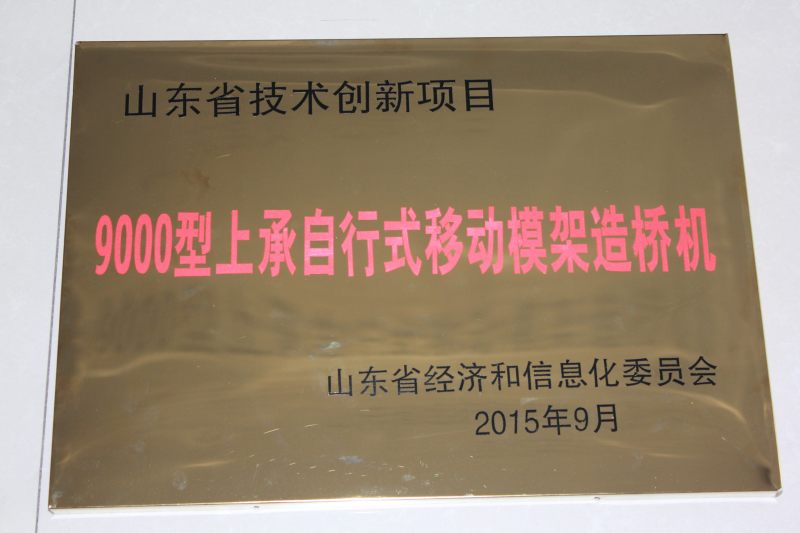 山东省技术创新项目
9000型上承自行式移动模架造桥机
山东省经济和信息化委员会
2015年9月